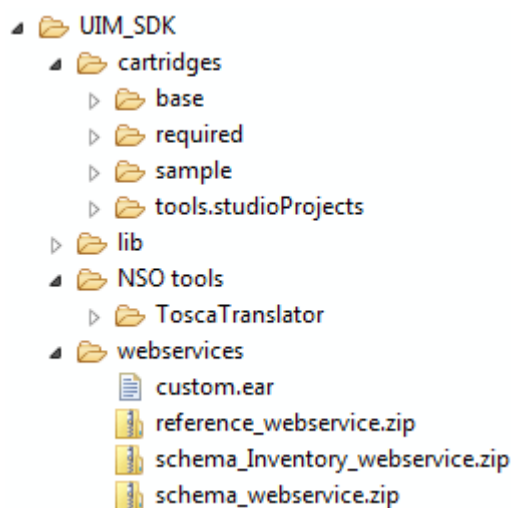 UIM_SDK
cartridges
base
required
sample
tools.studioProjects
lib
NSO tools
ToscaTranslator
webservices
custom.ear
reference_webservice.zip
schema_Inventory_webservice.zip
schema_webservice.zip